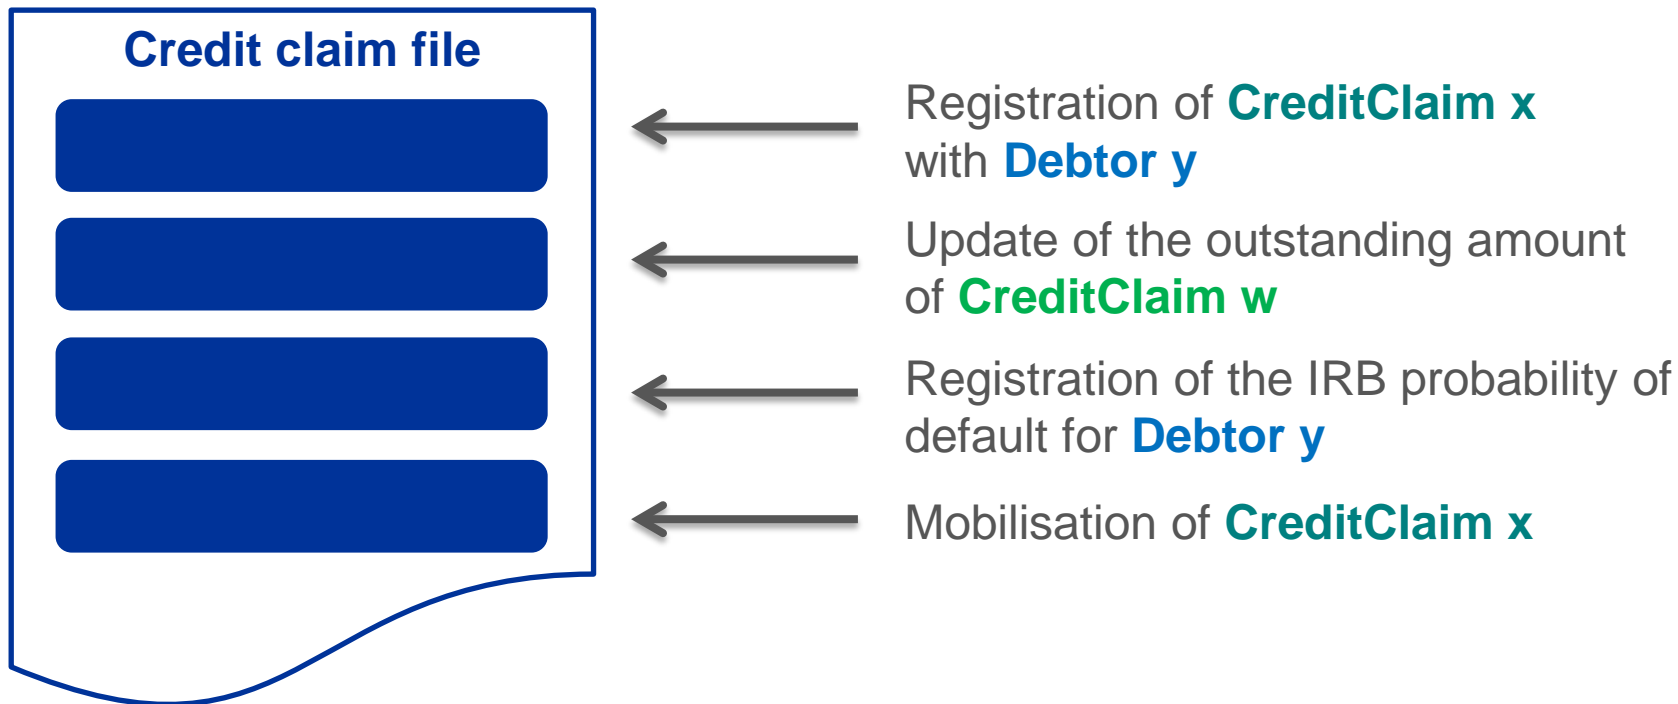 Credit claim file
Registration of CreditClaim x
with Debtor y
Update of the outstanding amount
of CreditClaim w
Registration of the IRB probability of
default for Debtor y
Mobilisation of CreditClaim x